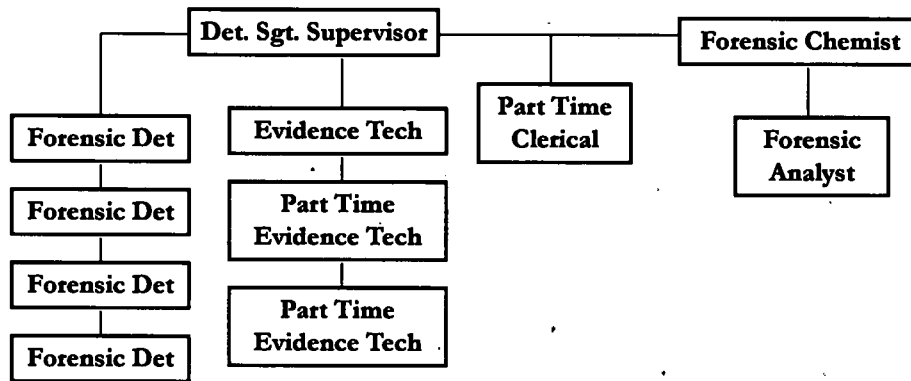 Det. Sgt. Supervisor
Forensic Chemist
Part Time
Clerical
Forensic Det
Evidence Tech
Forensic
Analyst
Forensic Det
Part Time
Evidence Tech
Forensic Det
Part Time
Evidence Tech
Forensic Det